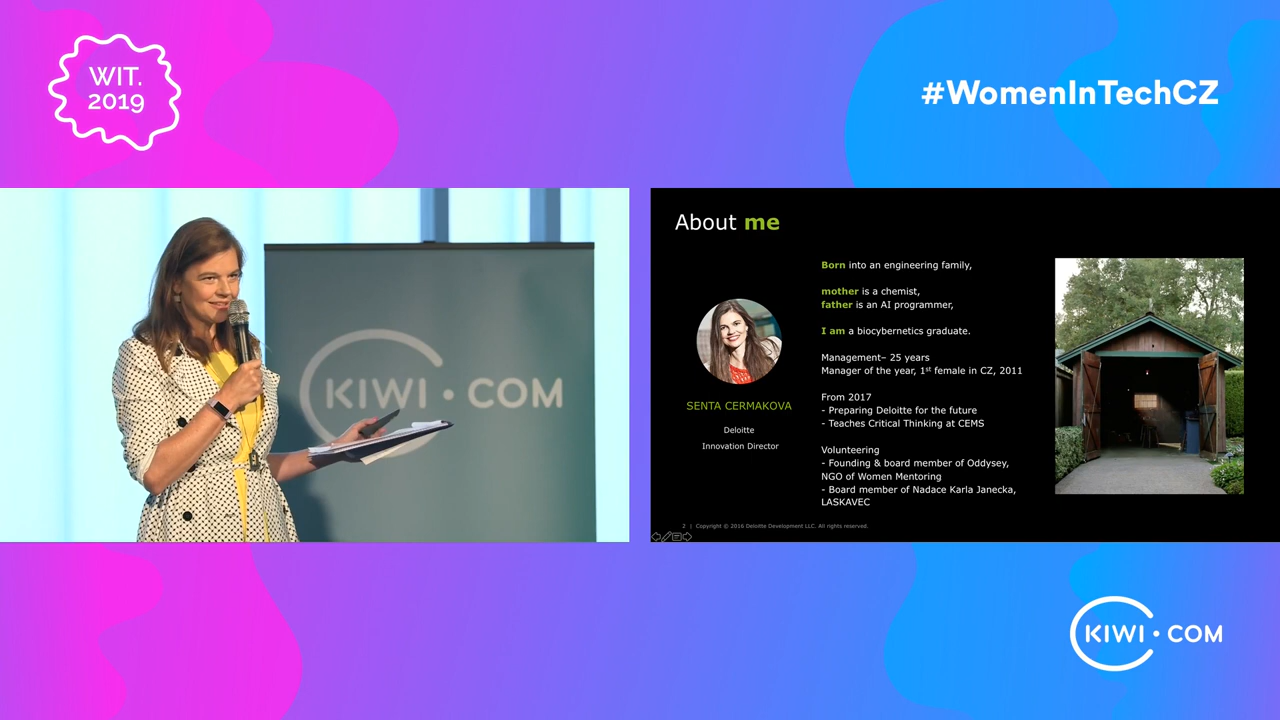 WIT.
2019
#WomenInTechCZ
KIWI·COM
About me
Born into an engineering family,
mother is a chemist,
father is an AI programmer,
I am a biocybernetics graduate.
Management– 25 years
Manager of the year, 1st female in CZ, 2011
From 2017
- Preparing Deloitte for the future
- Teaches Critical Thinking at CEMS
Volunteering
- Founding & board member of Oddysey,
NGO of Women Mentoring
- Board member of Nadace Karla Janecka,
LASKAVEC
SENTA CERMAKOVA
Deloitte
Innovation Director
2 | Copyright © 2016 Deloitte Development LLC. All rights reserved.
KIWI·COM